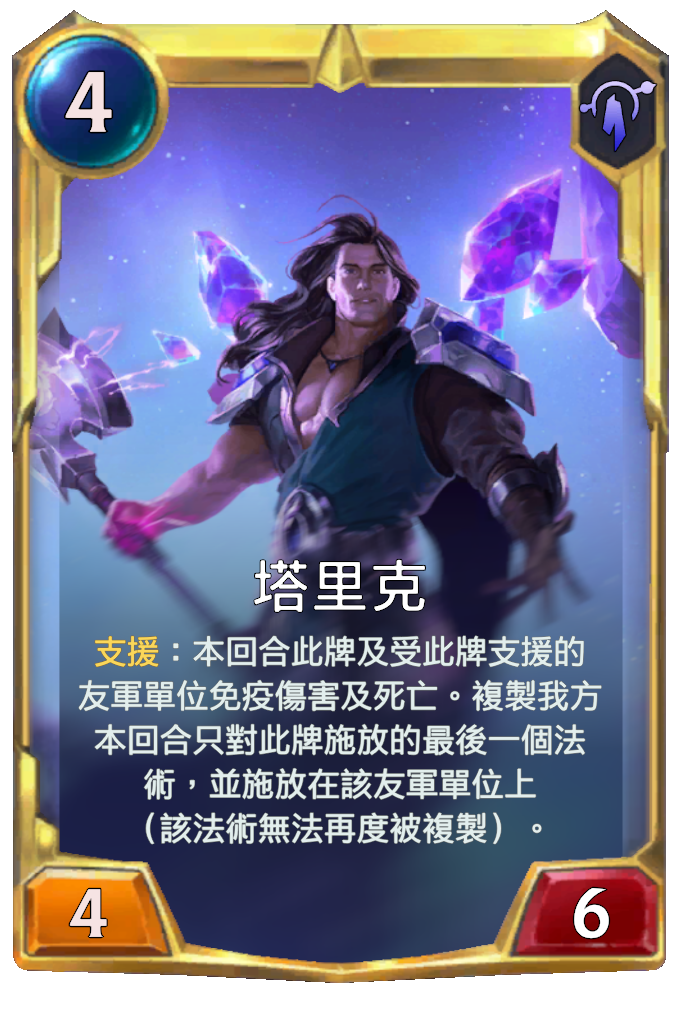 4
塔里克
支援：本回合此牌及受此牌支援的
友軍單位免疫傷害及死亡。複製我方
本回合只對此牌施放的最後一個法
術，並施放在該友軍單位上
（該法術無法再度被複製）。
4
6